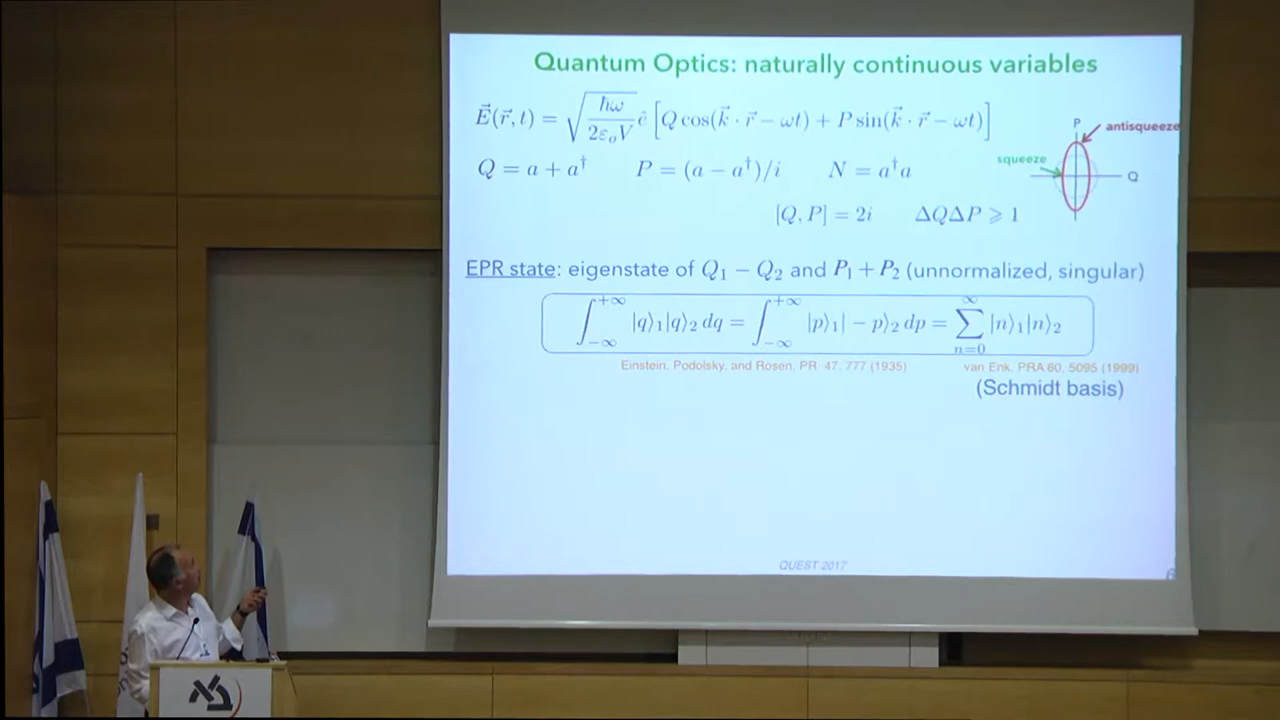 Quantum Optics: naturally continuous variables
$\vec{E}(\vec{r},t) = \sqrt{\frac{\hbar\omega}{2\varepsilon_o V}}\,\hat{e}\left[Q\cos(\vec{k}\cdot\vec{r}-\omega t) + P\sin(\vec{k}\cdot\vec{r}-\omega t)\right]$
P
antisqueeze
squeeze
Q
$Q = a + a^\dagger \quad P = (a - a^\dagger)/i \quad N = a^\dagger a$
$[Q, P] = 2i \quad \Delta Q \Delta P \geqslant 1$
EPR state: eigenstate of $Q_1 - Q_2$ and $P_1 + P_2$ (unnormalized, singular)
$\int_{-\infty}^{+\infty} |q\rangle_1 |q\rangle_2\, dq = \int_{-\infty}^{+\infty} |p\rangle_1 |-p\rangle_2\, dp = \sum_{n=0}^{\infty} |n\rangle_1 |n\rangle_2$
Einstein, Podolsky, and Rosen, PR 47, 777 (1935) van Enk, PRA 60, 5095 (1999)
(Schmidt basis)
QUEST 2017